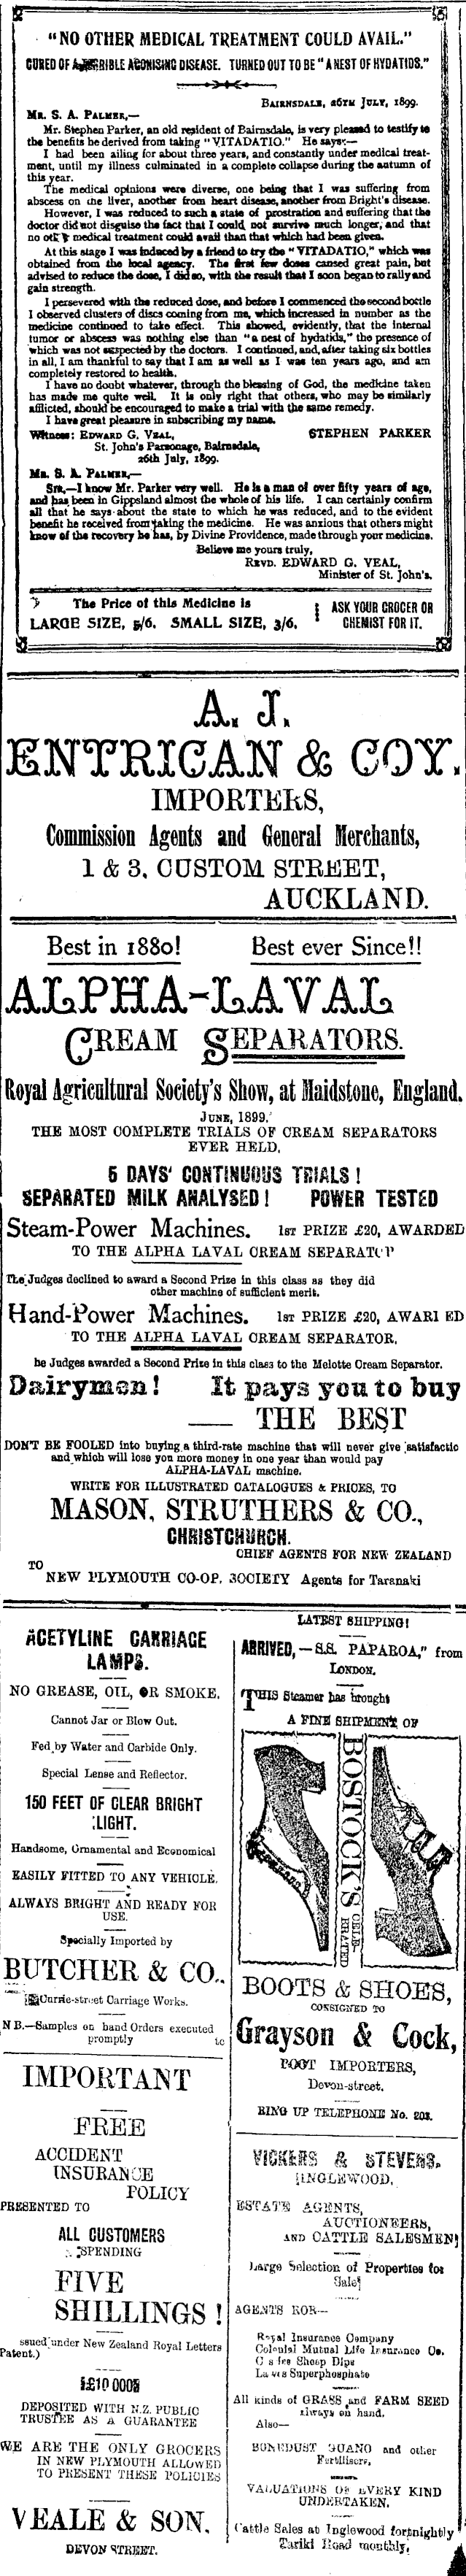 "NO OTHER MEDICAL TREATMENT COULD AVAIL."
CURED OF A TERRIBLE AGONISING DISEASE. TURNED OUT TO BE "A NEST OF HYDATIDS."
BAIRNSDALE, 26TH JULY, 1899.
MR. S. A. PALMER,—
Mr. Stephen Parker, an old resident of Bairnsdale, is very pleased to testify to
the benefits he derived from taking "VITADATIO." He says:—
I had been ailing for about three years, and constantly under medical treat-
ment, until my illness culminated in a complete collapse during the autumn of
this year.
The medical opinions were diverse, one being that I was suffering from
abscess on the liver, another from heart disease, another from Bright's disease.
However, I was reduced to such a state of prostration and suffering that the
doctor did not disguise the fact that I could not survive much longer, and that
no other medical treatment could avail than that which had been given.
At this stage I was induced by a friend to try the "VITADATIO," which was
obtained from the local agency. The first few doses caused great pain, but
advised to reduce the dose, I did so, with the result that I soon began to rally and
gain strength.
I persevered with the reduced dose, and before I commenced the second bottle
I observed clusters of discs coming from me, which increased in number as the
medicine continued to take effect. This showed, evidently, that the internal
tumor or abscess was nothing else than "a nest of hydatids," the presence of
which was not suspected by the doctors. I continued, and, after taking six bottles
in all, I am thankful to say that I am as well as I was ten years ago, and am
completely restored to health.
I have no doubt whatever, through the blessing of God, the medicine taken
has made me quite well. It is only right that others, who may be similarly
afflicted, should be encouraged to make a trial with the same remedy.
I have great pleasure in subscribing my name.
Witness: EDWARD G. VEAL, STEPHEN PARKER
St. John's Parsonage, Bairnsdale,
26th July, 1899.
MR. S. A. PALMER,—
SIR,—I know Mr. Parker very well. He is a man of over fifty years of age,
and has been in Gippsland almost the whole of his life. I can certainly confirm
all that he says about the state to which he was reduced, and to the evident
benefit he received from taking the medicine. He was anxious that others might
know of the recovery he has, by Divine Providence, made through your medicine.
Believe me yours truly,
REVD. EDWARD G. VEAL,
Minister of St. John's.
The Price of this Medicine is
LARGE SIZE, 5/6. SMALL SIZE, 3/6.
ASK YOUR GROCER OR
CHEMIST FOR IT.
A. J.
ENTRICAN & COY.
IMPORTERS,
Commission Agents and General Merchants,
1 & 3, CUSTOM STREET,
AUCKLAND.
Best in 1880! Best ever Since!!
ALPHA-LAVAL
CREAM SEPARATORS.
Royal Agricultural Society's Show, at Maidstone, England.
JUNE, 1899.
THE MOST COMPLETE TRIALS OF CREAM SEPARATORS
EVER HELD.
5 DAYS' CONTINUOUS TRIALS!
SEPARATED MILK ANALYSED! POWER TESTED
Steam-Power Machines. 1ST PRIZE £20, AWARDED
TO THE ALPHA LAVAL CREAM SEPARATOR
The Judges declined to award a Second Prize in this class as they did
other machine of sufficient merit.
Hand-Power Machines. 1ST PRIZE £20, AWARDED
TO THE ALPHA LAVAL CREAM SEPARATOR,
he Judges awarded a Second Prize in this class to the Melotte Cream Separator.
Dairymen! It pays you to buy
THE BEST
DON'T BE FOOLED into buying a third-rate machine that will never give satisfactio
and which will lose you more money in one year than would pay
ALPHA-LAVAL machine.
WRITE FOR ILLUSTRATED CATALOGUES & PRICES, TO
MASON, STRUTHERS & CO.,
CHRISTCHURCH.
CHIEF AGENTS FOR NEW ZEALAND
TO
NEW PLYMOUTH CO-OP. SOCIETY Agents for Taranaki
ACETYLINE CARRIAGE
LAMPS.
NO GREASE, OIL, OR SMOKE.
Cannot Jar or Blow Out.
Fed by Water and Carbide Only.
Special Lense and Reflector.
150 FEET OF CLEAR BRIGHT
LIGHT.
Handsome, Ornamental and Economical
EASILY FITTED TO ANY VEHICLE.
ALWAYS BRIGHT AND READY FOR
USE.
Specially Imported by
BUTCHER & CO.,
Currie-street Carriage Works.
N B.—Samples on hand Orders executed
promptly tc
IMPORTANT
FREE
ACCIDENT
INSURANCE
POLICY
PRESENTED TO
ALL CUSTOMERS
SPENDING
FIVE
SHILLINGS!
ssued under New Zealand Royal Letters
Patent.)
£10 000
DEPOSITED WITH N.Z. PUBLIC
TRUSTEE AS A GUARANTEE
WE ARE THE ONLY GROCERS
IN NEW PLYMOUTH ALLOWED
TO PRESENT THESE POLICIES
VEALE & SON,
DEVON STREET.
LATEST SHIPPING!
ARRIVED,—S.S. PAPAROA," from
LONDON.
THIS Steamer has brought
A FINE SHIPMENT OF
BOSTOCK'S
CELEBRATED
BOOTS & SHOES,
CONSIGNED TO
Grayson & Cock,
BOOT IMPORTERS,
Devon-street.
RING UP TELEPHONE No. 203.
VICKERS & STEVENS,
INGLEWOOD,
ESTATE AGENTS,
AUCTIONEERS,
AND CATTLE SALESMEN
Large Selection of Properties for
Sale
AGENTS FOR—
Royal Insurance Company
Colonial Mutual Life Insurance Co.
Sheep Dips
Superphosphate
All kinds of GRASS and FARM SEED
always on hand.
Also—
BONEDUST GUANO and other
Fertilisers,
VALUATIONS OF EVERY KIND
UNDERTAKEN,
Cattle Sales at Inglewood fortnightly
Tariki Road monthly,